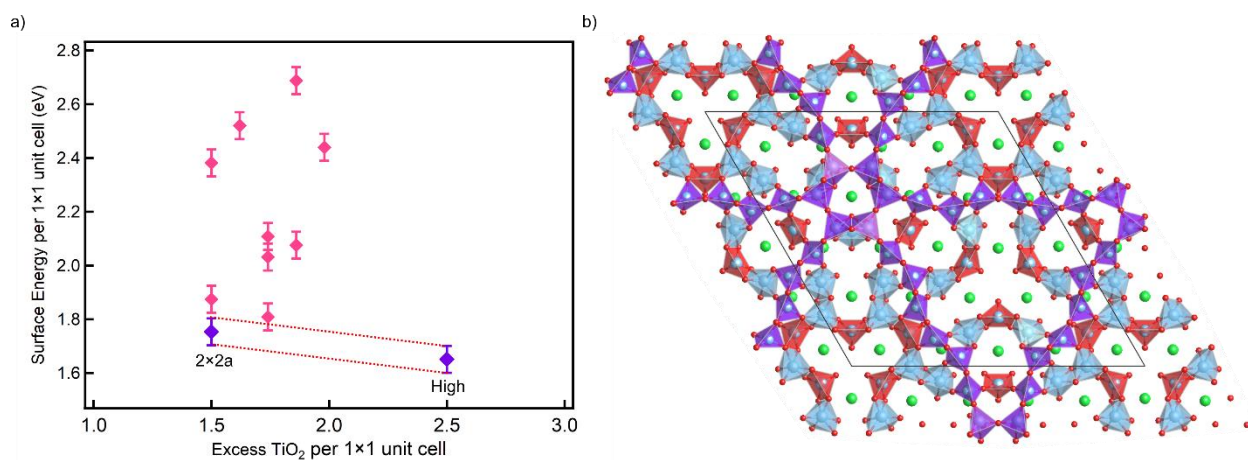 a)
b)
Surface Energy per 1×1 unit cell (eV)
2.8
2.6
2.4
2.2
2.0
1.8
1.6
2×2a
High
1.0
1.5
2.0
2.5
3.0
Excess TiO₂ per 1×1 unit cell